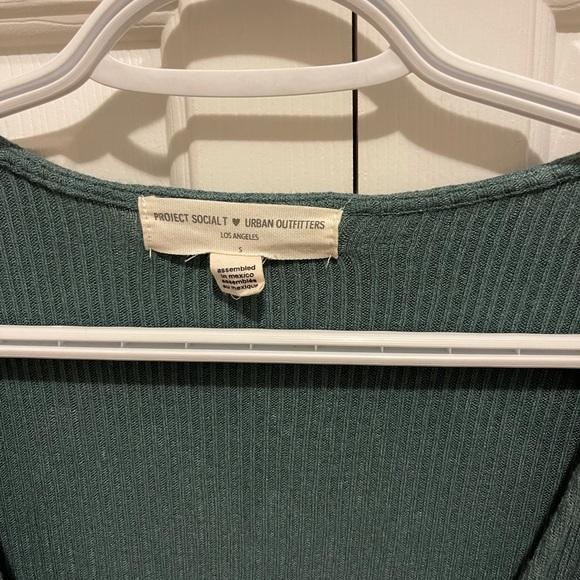 PROJECT SOCIAL T ♥ URBAN OUTFITTERS
LOS ANGELES
S
assembled
in mexico
assemblés
au mexique